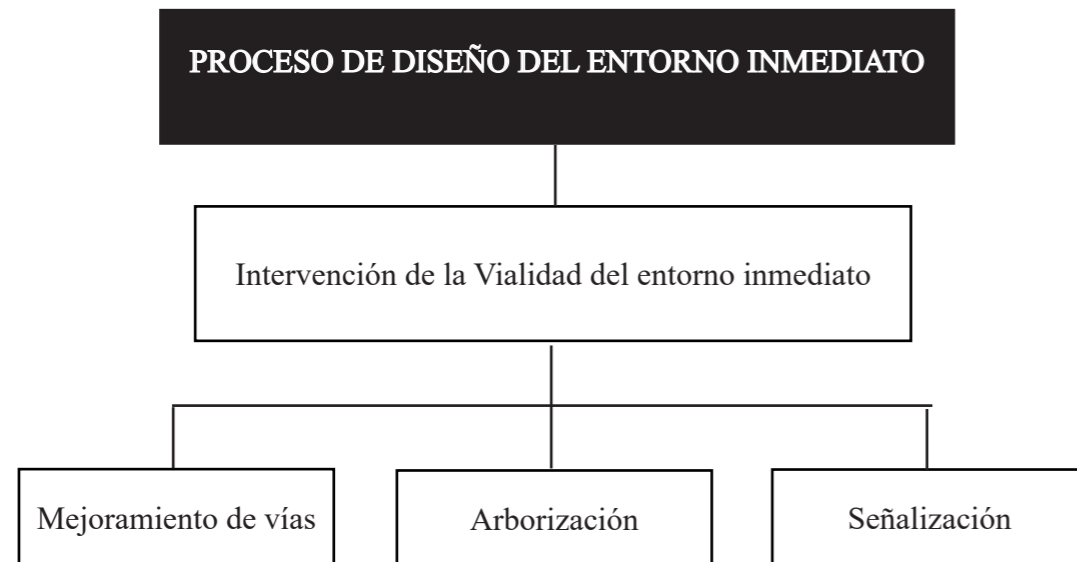 PROCESO DE DISEÑO DEL ENTORNO INMEDIATO
Intervención de la Vialidad del entorno inmediato
Mejoramiento de vías
Arborización
Señalización